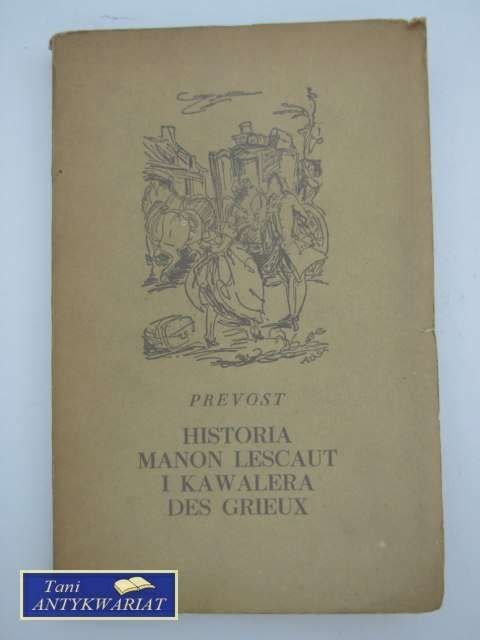 PREVOST
HISTORIA
MANON LESCAUT
I KAWALERA
DES GRIEUX
Tani
ANTYKWARIAT